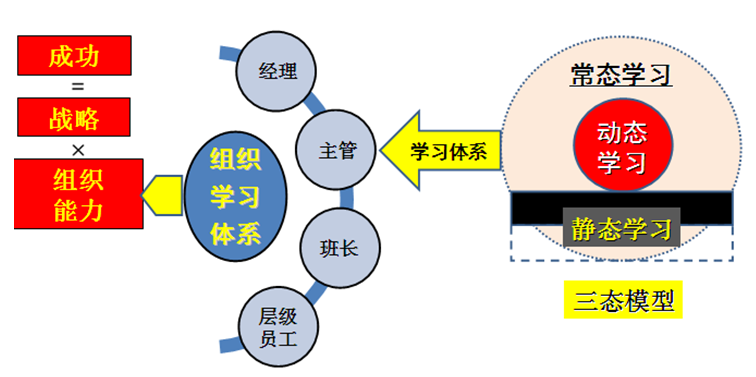 成功
=
战略
×
组织
能力
组织
学习
体系
经理
主管
班长
层级
员工
学习体系
常态学习
动态
学习
静态学习
三态模型